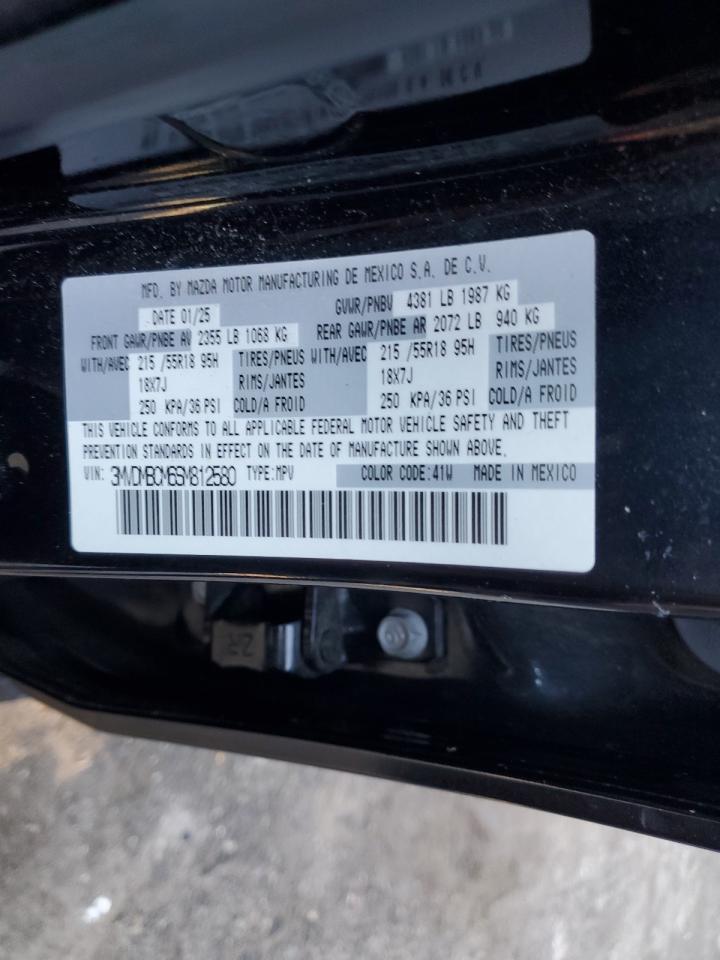 MFD. BY MAZDA MOTOR MANUFACTURING DE MEXICO S.A. DE C.V.
DATE 01/25 GVWR/PNBV 4381 LB 1987 KG
FRONT GAWR/PNBE AV 2355 LB 1068 KG REAR GAWR/PNBE AR 2072 LB 940 KG
WITH/AVEC 215 /55R18 95H TIRES/PNEUS WITH/AVEC 215 /55R18 95H TIRES/PNEUS
18X7J RIMS/JANTES 18X7J RIMS/JANTES
250 KPA/36 PSI COLD/A FROID 250 KPA/36 PSI COLD/A FROID
THIS VEHICLE CONFORMS TO ALL APPLICABLE FEDERAL MOTOR VEHICLE SAFETY AND THEFT
PREVENTION STANDARDS IN EFFECT ON THE DATE OF MANUFACTURE SHOWN ABOVE.
VIN: 3MVDMBCM6SM812580 TYPE:MPV COLOR CODE:41W MADE IN MEXICO
2R